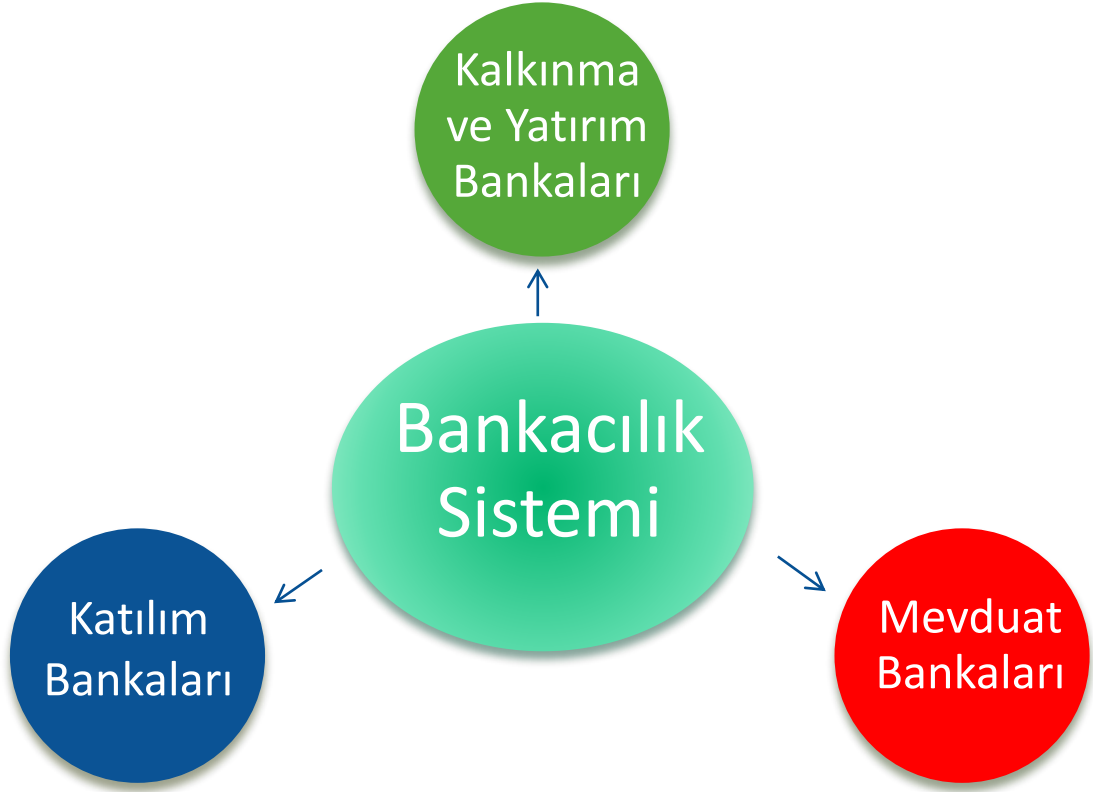 Kalkınma
ve Yatırım
Bankaları
Bankacılık
Sistemi
Katılım
Bankaları
Mevduat
Bankaları